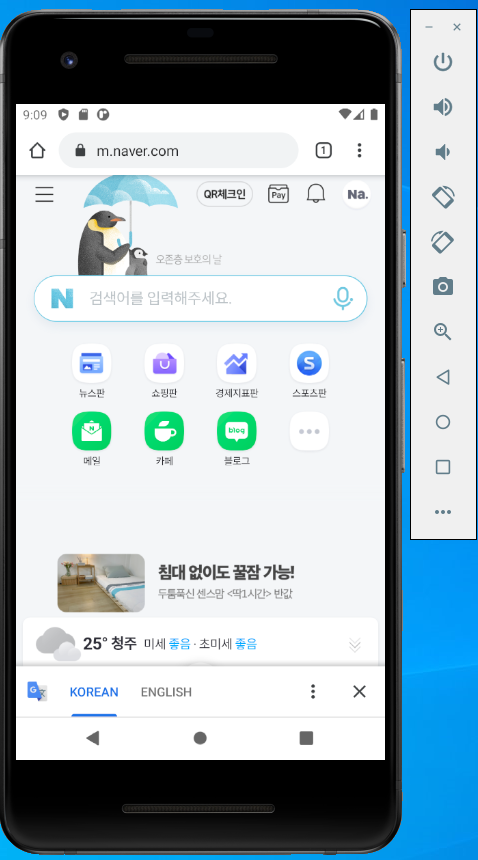 9:09
m.naver.com
1
QR체크인
Pay
Na.
오존층 보호의 날
N 검색어를 입력해주세요.
뉴스판 쇼핑판 경제지표판 스포츠판
blog
메일 카페 블로그
침대 없이도 꿀잠 가능!
두툼푹신 센스맘 <딱1시간> 반값
25° 청주 미세 좋음 · 초미세 좋음
KOREAN ENGLISH